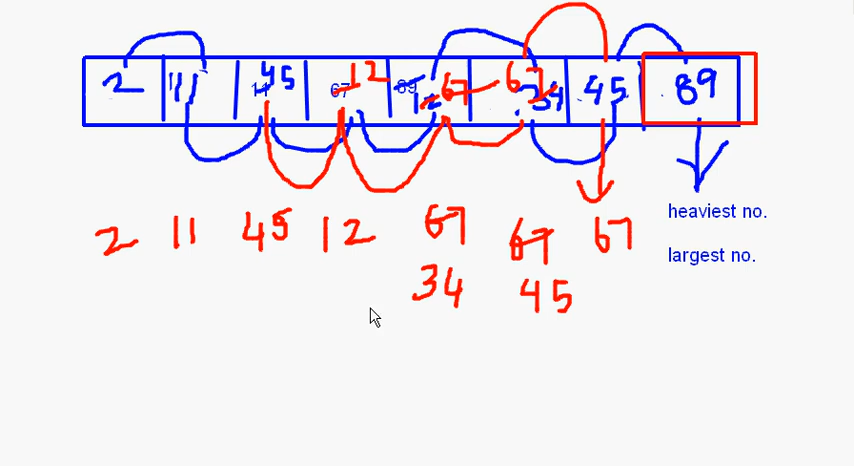 2 11 45 12 67 67 34 45 89
2 11 45 12 67 67 67
34 45
heaviest no.
largest no.